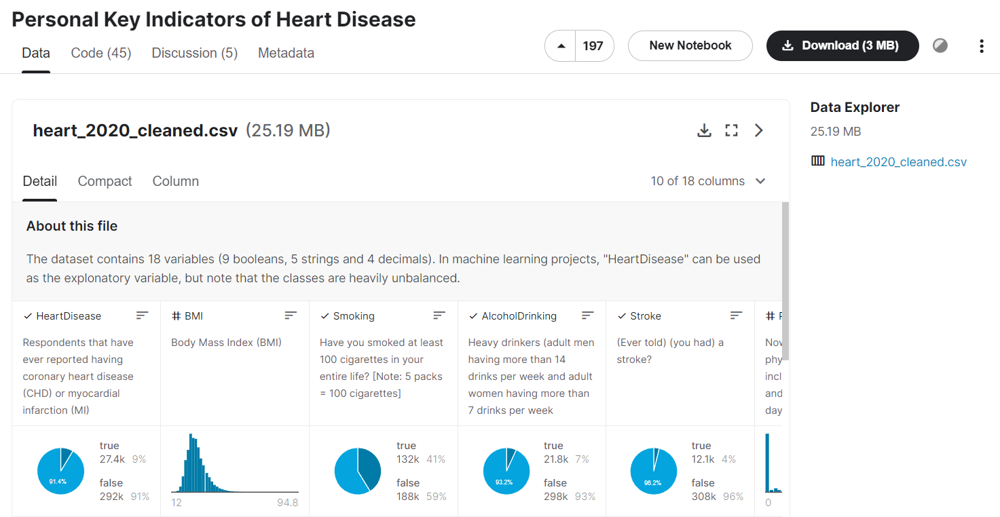 Personal Key Indicators of Heart Disease
Data
Code (45)
Discussion (5)
Metadata
197
New Notebook
Download (3 MB)
heart_2020_cleaned.csv (25.19 MB)
Data Explorer
25.19 MB
heart_2020_cleaned.csv
Detail
Compact
Column
10 of 18 columns
About this file
The dataset contains 18 variables (9 booleans, 5 strings and 4 decimals). In machine learning projects, "HeartDisease" can be used
as the explonatory variable, but note that the classes are heavily unbalanced.
HeartDisease
Respondents that have
ever reported having
coronary heart disease
(CHD) or myocardial
infarction (MI)
91.4%
true
27.4k 9%
false
292k 91%
# BMI
Body Mass Index (BMI)
12
94.8
Smoking
Have you smoked at least
100 cigarettes in your
entire life? [Note: 5 packs
= 100 cigarettes]
true
132k 41%
false
188k 59%
AlcoholDrinking
Heavy drinkers (adult men
having more than 14
drinks per week and adult
women having more than
7 drinks per week
93.2%
true
21.8k 7%
false
298k 93%
Stroke
(Ever told) (you had) a
stroke?
96.2%
true
12.1k 4%
false
308k 96%
#
phy
incl
and
day
0